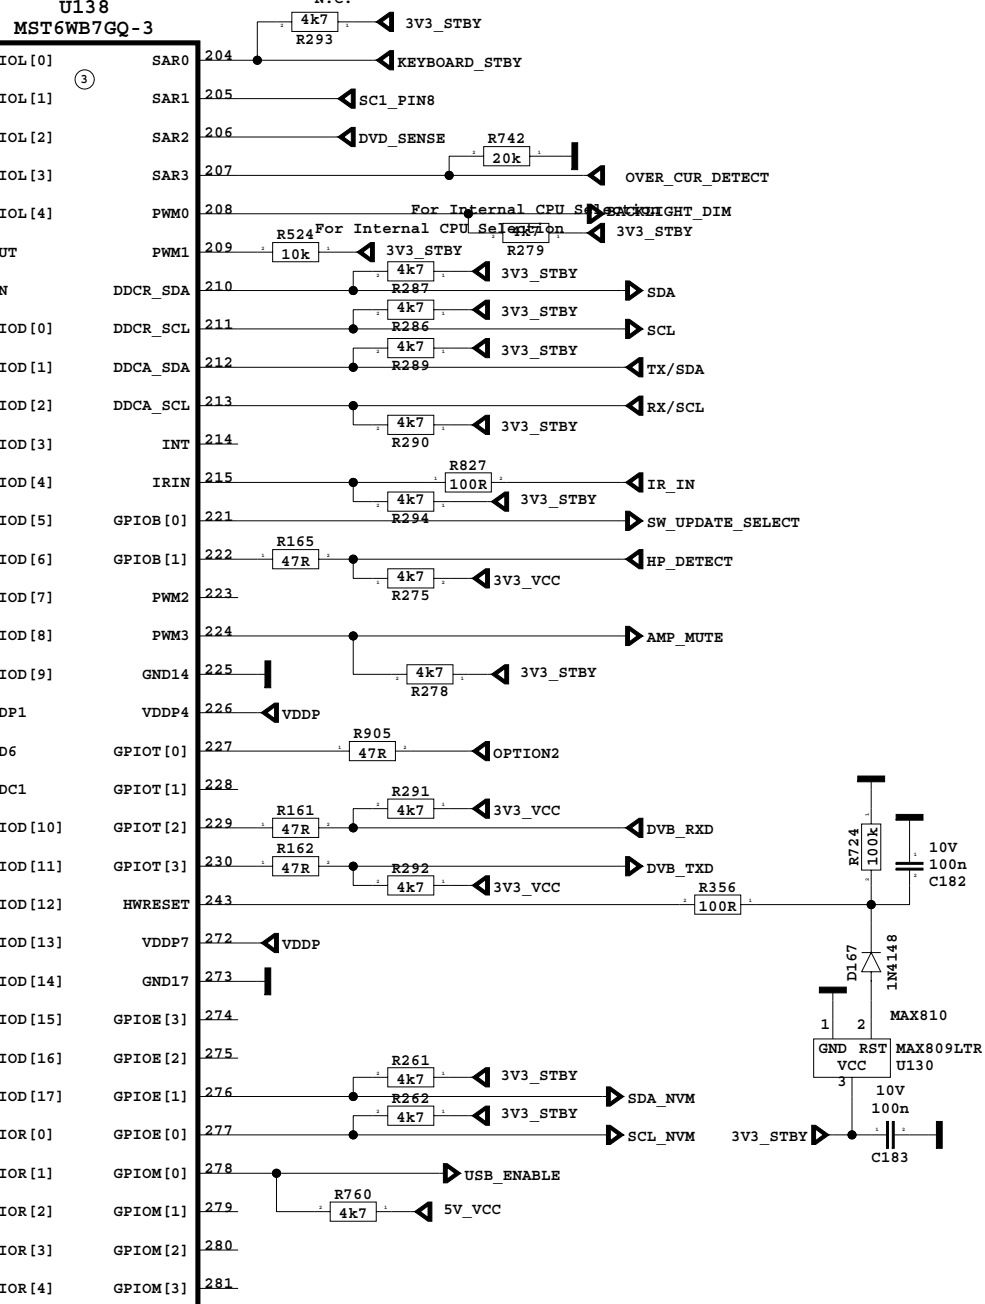 U138
MST6WB7GQ-3
N.C.
4k7 3V3_STBY
R293
IOL[0] SAR0 204 KEYBOARD_STBY
3
IOL[1] SAR1 205 SC1_PIN8
IOL[2] SAR2 206 DVD_SENSE
R742
20k
IOL[3] SAR3 207 OVER_CUR_DETECT
IOL[4] PWM0 208 For Internal CPU Selection BACKLIGHT_DIM
For Internal CPU Selection
4k7 3V3_STBY
R279
R524
UT PWM1 209 10k 3V3_STBY
4k7 3V3_STBY
R287
N DDCR_SDA 210 SDA
4k7 3V3_STBY
R286
IOD[0] DDCR_SCL 211 SCL
4k7 3V3_STBY
R289
IOD[1] DDCA_SDA 212 TX/SDA
IOD[2] DDCA_SCL 213 RX/SCL
4k7 3V3_STBY
R290
IOD[3] INT 214
R827
IOD[4] IRIN 215 100R IR_IN
4k7 3V3_STBY
R294
IOD[5] GPIOB[0] 221 SW_UPDATE_SELECT
R165
IOD[6] GPIOB[1] 222 47R HP_DETECT
4k7 3V3_VCC
R275
IOD[7] PWM2 223
IOD[8] PWM3 224 AMP_MUTE
IOD[9] GND14 225
4k7 3V3_STBY
R278
DP1 VDDP4 226 VDDP
R905
D6 GPIOT[0] 227 47R OPTION2
DC1 GPIOT[1] 228
R291
4k7 3V3_VCC
R161
IOD[10] GPIOT[2] 229 47R DVB_RXD
R162
IOD[11] GPIOT[3] 230 47R DVB_TXD
R292
4k7 3V3_VCC
R724
100k
10V
100n
C182
R356
IOD[12] HWRESET 243 100R
IOD[13] VDDP7 272 VDDP
D167
1N4148
IOD[14] GND17 273
IOD[15] GPIOE[3] 274
MAX810
1 2
GND RST MAX809LTR
VCC U130
3
IOD[16] GPIOE[2] 275
R261
4k7 3V3_STBY
IOD[17] GPIOE[1] 276 SDA_NVM
R262
4k7 3V3_STBY
10V
100n
IOR[0] GPIOE[0] 277 SCL_NVM 3V3_STBY
C183
IOR[1] GPIOM[0] 278 USB_ENABLE
R760
IOR[2] GPIOM[1] 279 4k7 5V_VCC
IOR[3] GPIOM[2] 280
IOR[4] GPIOM[3] 281